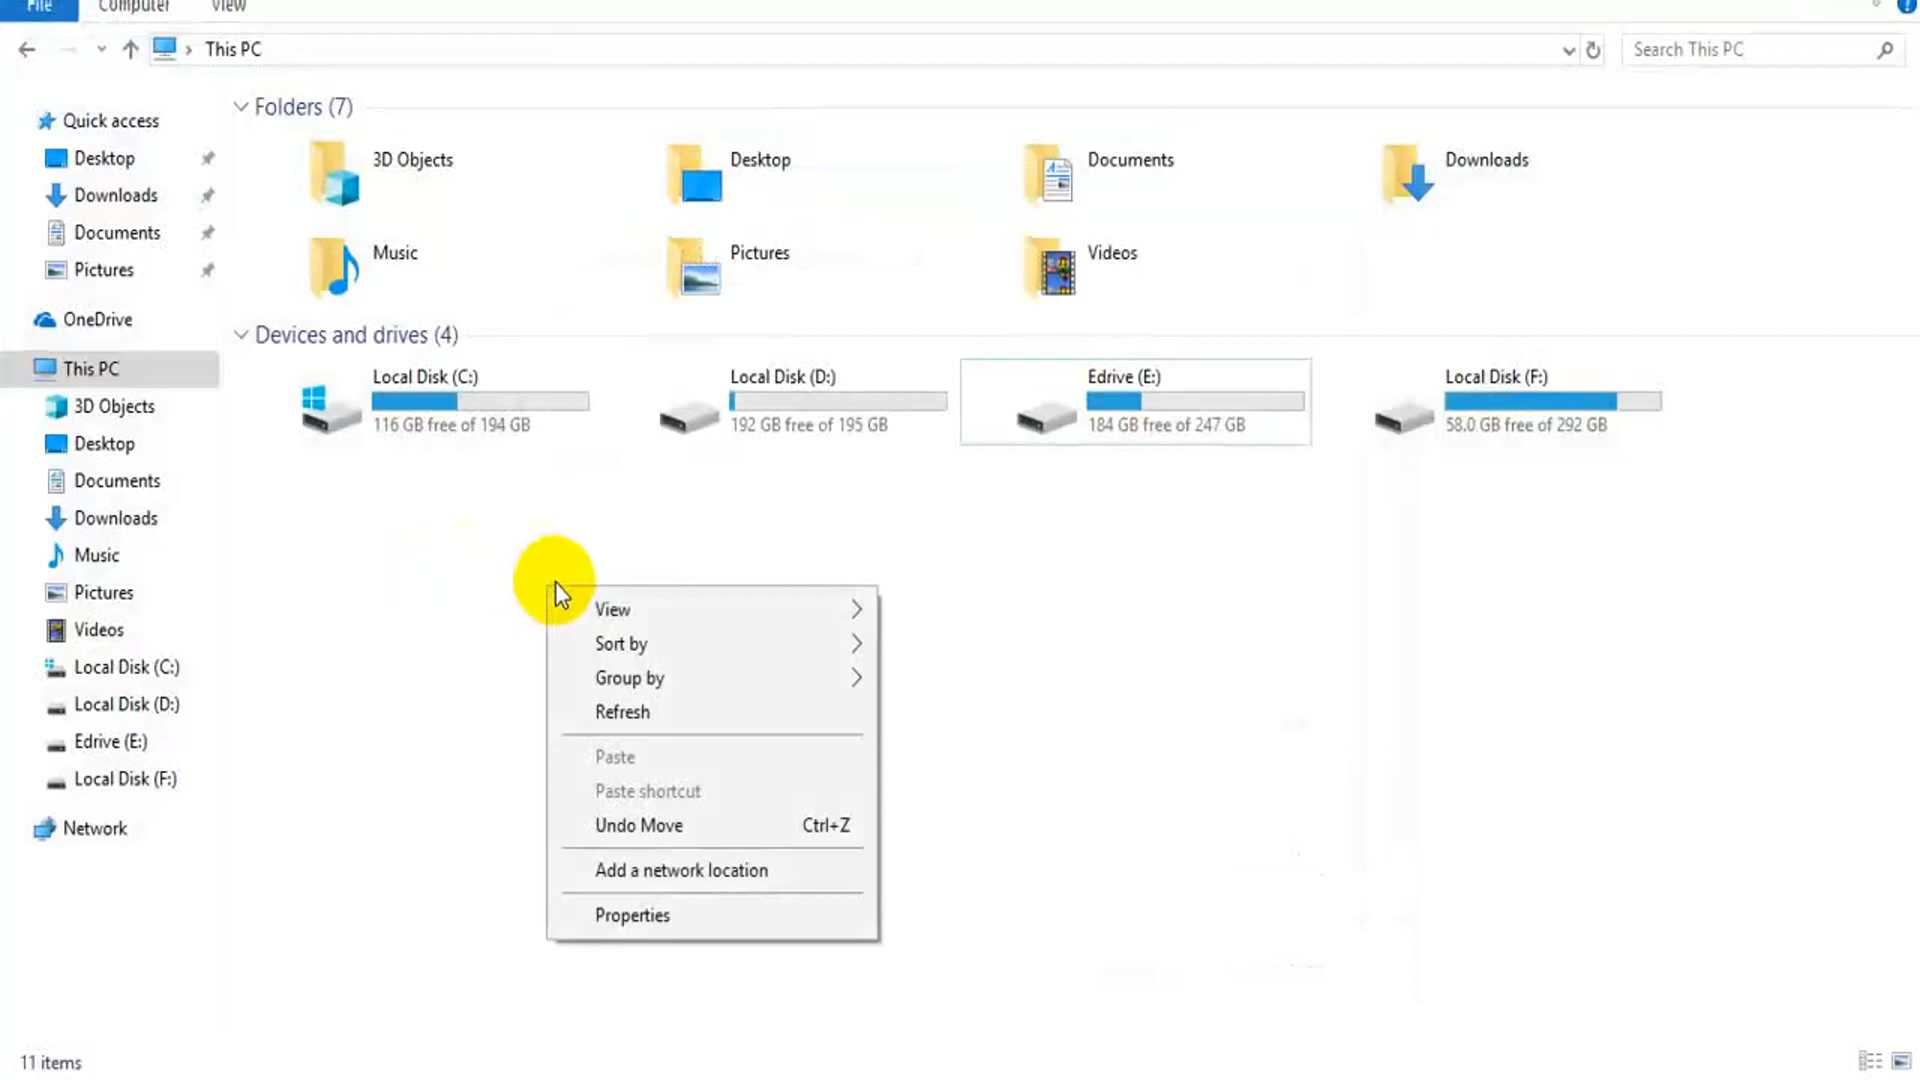 File Computer View
This PC
Search This PC
Quick access
Desktop
Downloads
Documents
Pictures
OneDrive
This PC
3D Objects
Desktop
Documents
Downloads
Music
Pictures
Videos
Local Disk (C:)
Local Disk (D:)
Edrive (E:)
Local Disk (F:)
Network
Folders (7)
3D Objects
Desktop
Documents
Downloads
Music
Pictures
Videos
Devices and drives (4)
Local Disk (C:)
116 GB free of 194 GB
Local Disk (D:)
192 GB free of 195 GB
Edrive (E:)
184 GB free of 247 GB
Local Disk (F:)
58.0 GB free of 292 GB
View
Sort by
Group by
Refresh
Paste
Paste shortcut
Undo Move Ctrl+Z
Add a network location
Properties
11 items